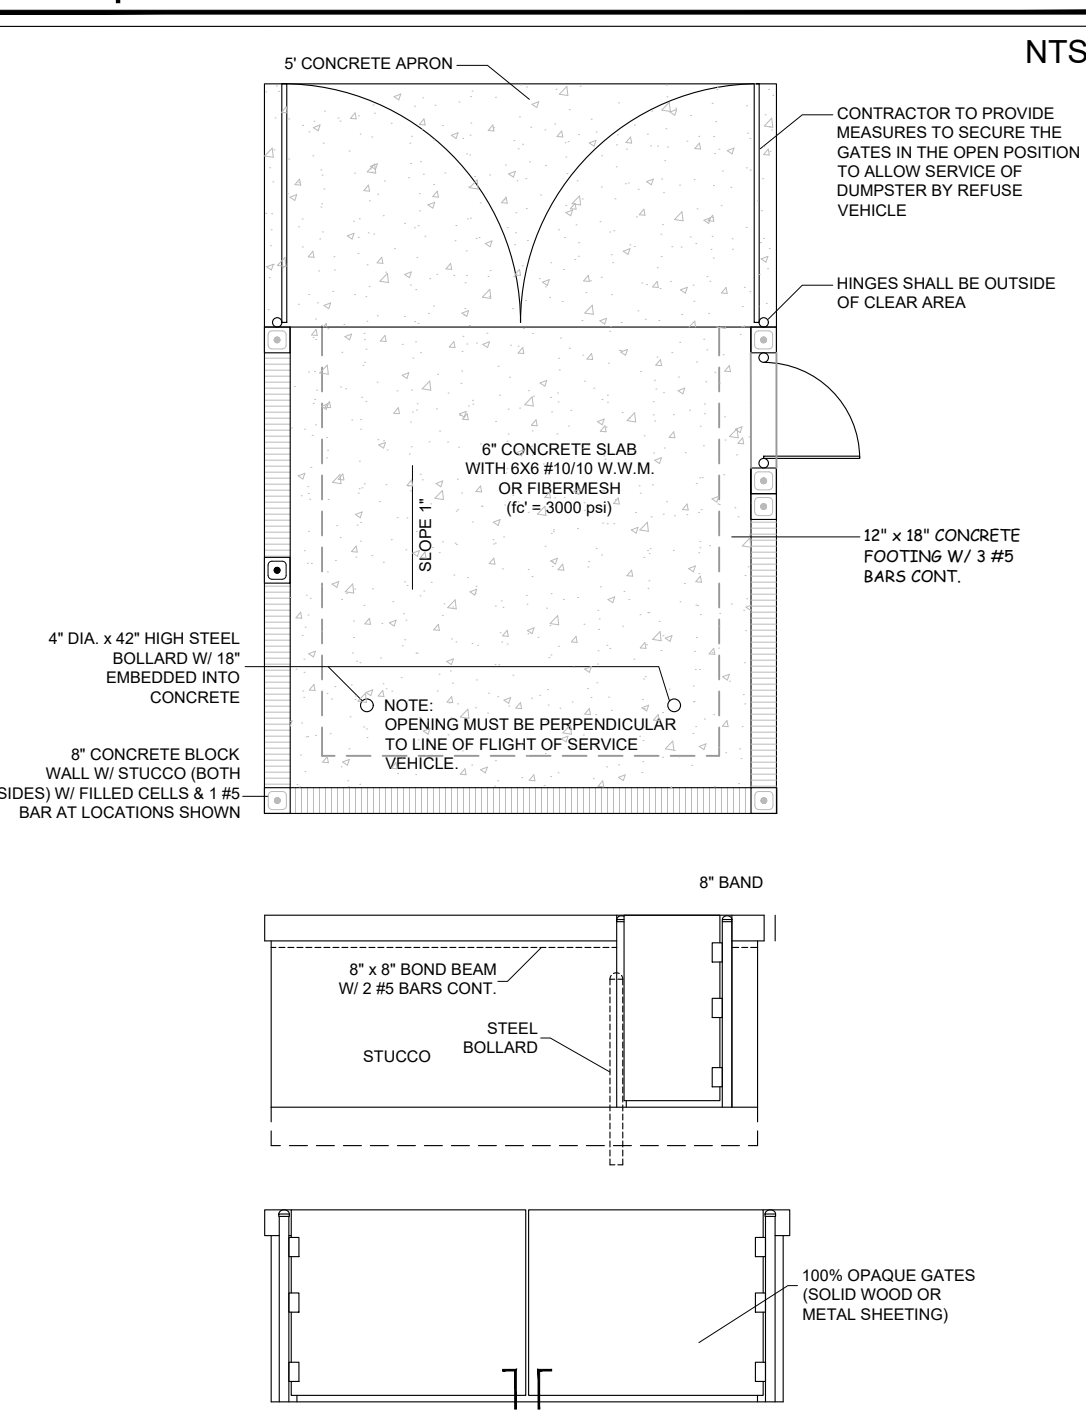 NTS
5' CONCRETE APRON
CONTRACTOR TO PROVIDE
MEASURES TO SECURE THE
GATES IN THE OPEN POSITION
TO ALLOW SERVICE OF
DUMPSTER BY REFUSE
VEHICLE
HINGES SHALL BE OUTSIDE
OF CLEAR AREA
6" CONCRETE SLAB
WITH 6X6 #10/10 W.W.M.
OR FIBERMESH
(fc' = 3000 psi)
SLOPE 1"
12" x 18" CONCRETE
FOOTING W/ 3 #5
BARS CONT.
4" DIA. x 42" HIGH STEEL
BOLLARD W/ 18"
EMBEDDED INTO
CONCRETE
NOTE:
OPENING MUST BE PERPENDICULAR
TO LINE OF FLIGHT OF SERVICE
VEHICLE.
8" CONCRETE BLOCK
WALL W/ STUCCO (BOTH
SIDES) W/ FILLED CELLS & 1 #5
BAR AT LOCATIONS SHOWN
8" BAND
8" x 8" BOND BEAM
W/ 2 #5 BARS CONT.
STEEL
BOLLARD
STUCCO
100% OPAQUE GATES
(SOLID WOOD OR
METAL SHEETING)